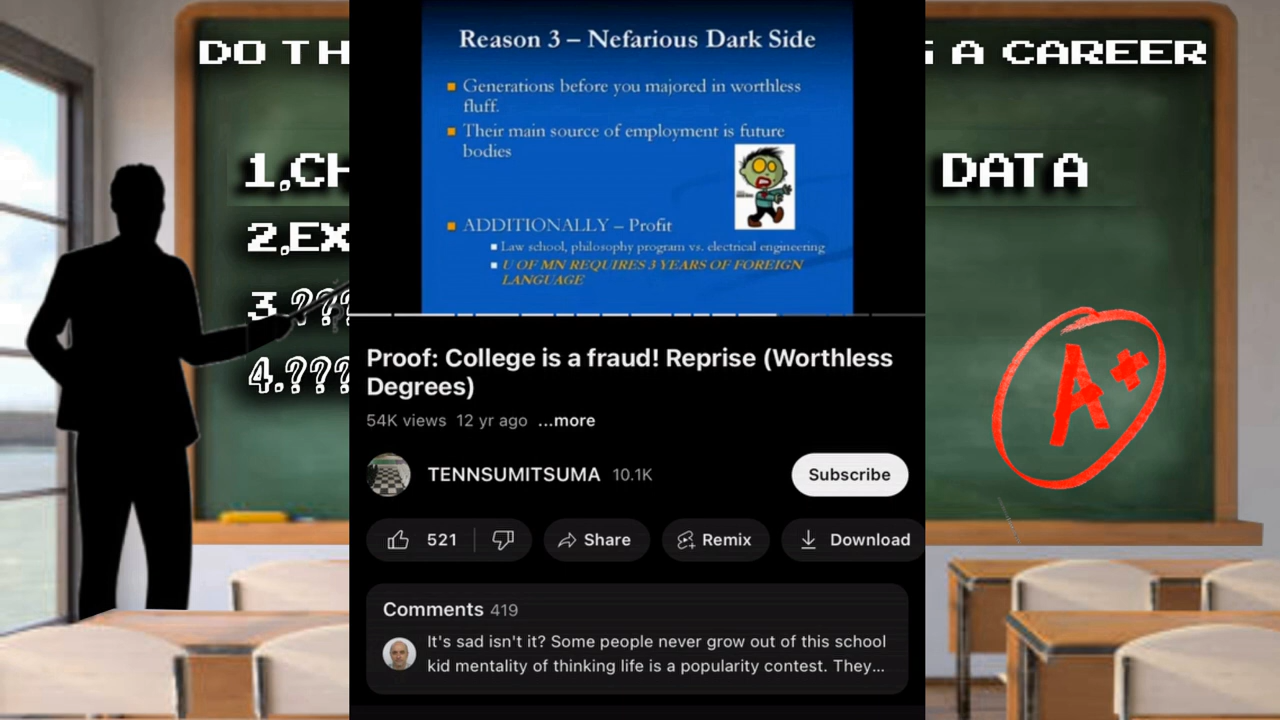 DO TH
G A CAREER
1,CH
DATA
2,EX
3.???
4.???
A+
Reason 3 – Nefarious Dark Side
Generations before you majored in worthless
fluff.
Their main source of employment is future
bodies
ADDITIONALLY – Profit
Law school, philosophy program vs. electrical engineering
U OF MN REQUIRES 3 YEARS OF FOREIGN
LANGUAGE
Proof: College is a fraud! Reprise (Worthless
Degrees)
54K views 12 yr ago ...more
TENNSUMITSUMA 10.1K
Subscribe
521
Share
Remix
Download
Comments 419
It's sad isn't it? Some people never grow out of this school
kid mentality of thinking life is a popularity contest. They...